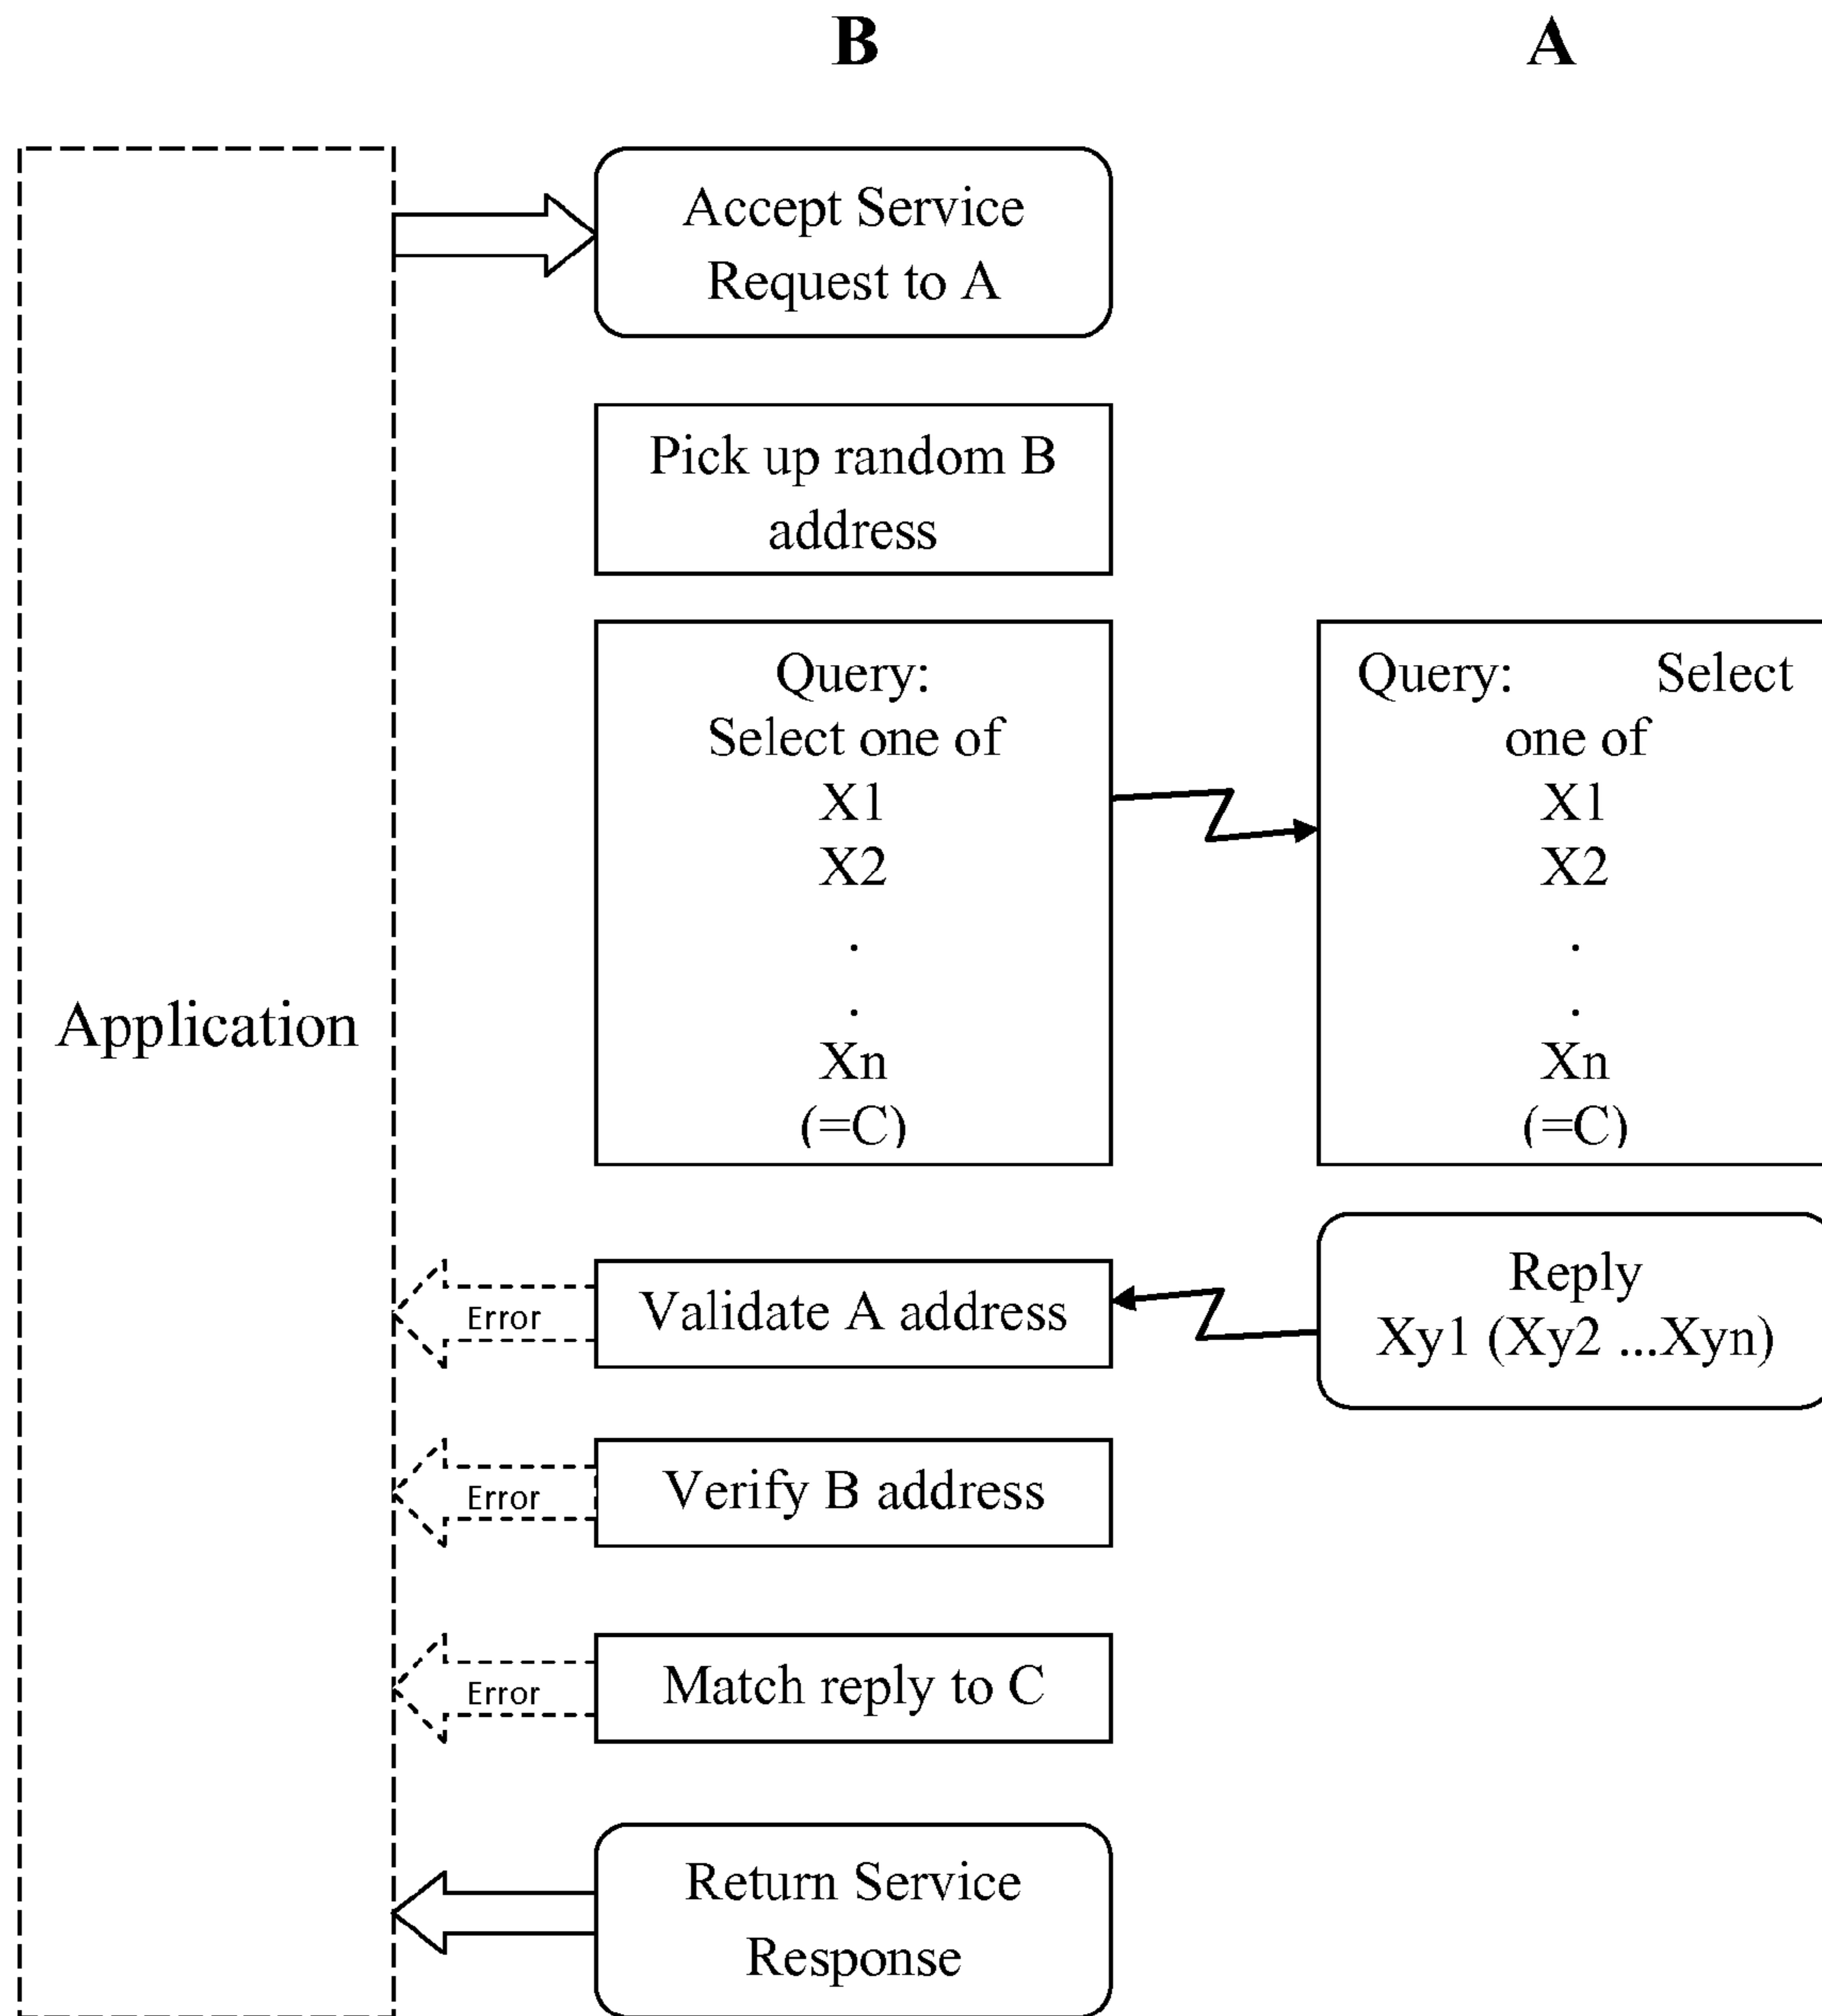 B
A
Accept Service
Request to A
Pick up random B
address
Query:
Select one of
X1
X2
.
.
Xn
(=C)
Query: Select
one of
X1
X2
.
.
Xn
(=C)
Application
Error
Validate A address
Reply
Xy1 (Xy2 ...Xyn)
Error
Verify B address
Error
Match reply to C
Return Service
Response